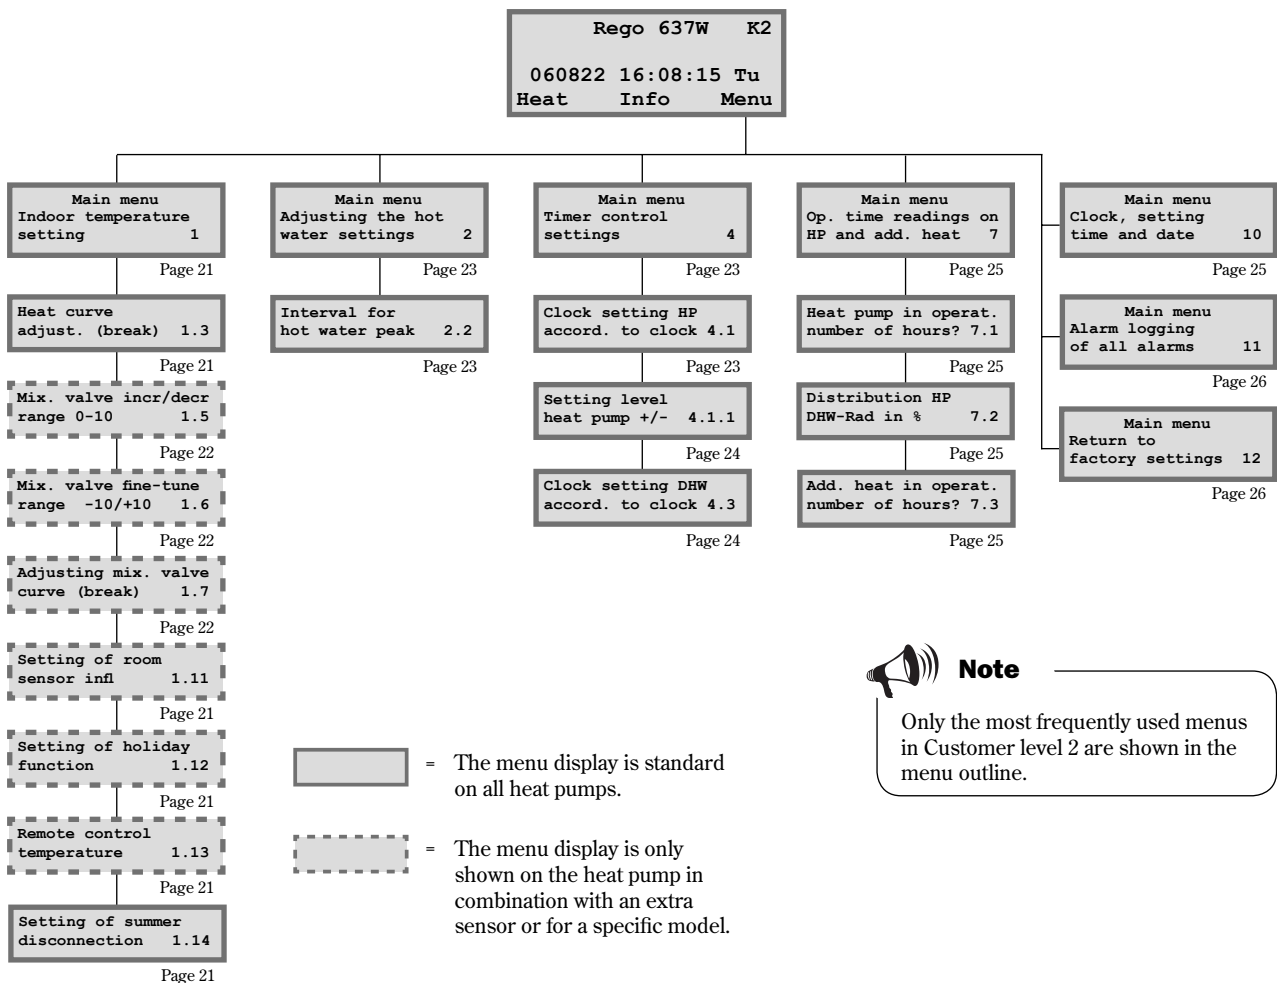 Rego 637W K2
060822 16:08:15 Tu
Heat Info Menu
Main menu
Indoor temperature
setting 1
Page 21
Heat curve
adjust. (break) 1.3
Page 21
Mix. valve incr/decr
range 0-10 1.5
Page 22
Mix. valve fine-tune
range -10/+10 1.6
Page 22
Adjusting mix. valve
curve (break) 1.7
Page 22
Setting of room
sensor infl 1.11
Page 21
Setting of holiday
function 1.12
Page 21
Remote control
temperature 1.13
Page 21
Setting of summer
disconnection 1.14
Page 21
Main menu
Adjusting the hot
water settings 2
Page 23
Interval for
hot water peak 2.2
Page 23
Main menu
Timer control
settings 4
Page 23
Clock setting HP
accord. to clock 4.1
Page 23
Setting level
heat pump +/- 4.1.1
Page 24
Clock setting DHW
accord. to clock 4.3
Page 24
Main menu
Op. time readings on
HP and add. heat 7
Page 25
Heat pump in operat.
number of hours? 7.1
Page 25
Distribution HP
DHW-Rad in % 7.2
Page 25
Add. heat in operat.
number of hours? 7.3
Page 25
Main menu
Clock, setting
time and date 10
Page 25
Main menu
Alarm logging
of all alarms 11
Page 26
Main menu
Return to
factory settings 12
Page 26
= The menu display is standard
on all heat pumps.
= The menu display is only
shown on the heat pump in
combination with an extra
sensor or for a specific model.
Note
Only the most frequently used menus
in Customer level 2 are shown in the
menu outline.